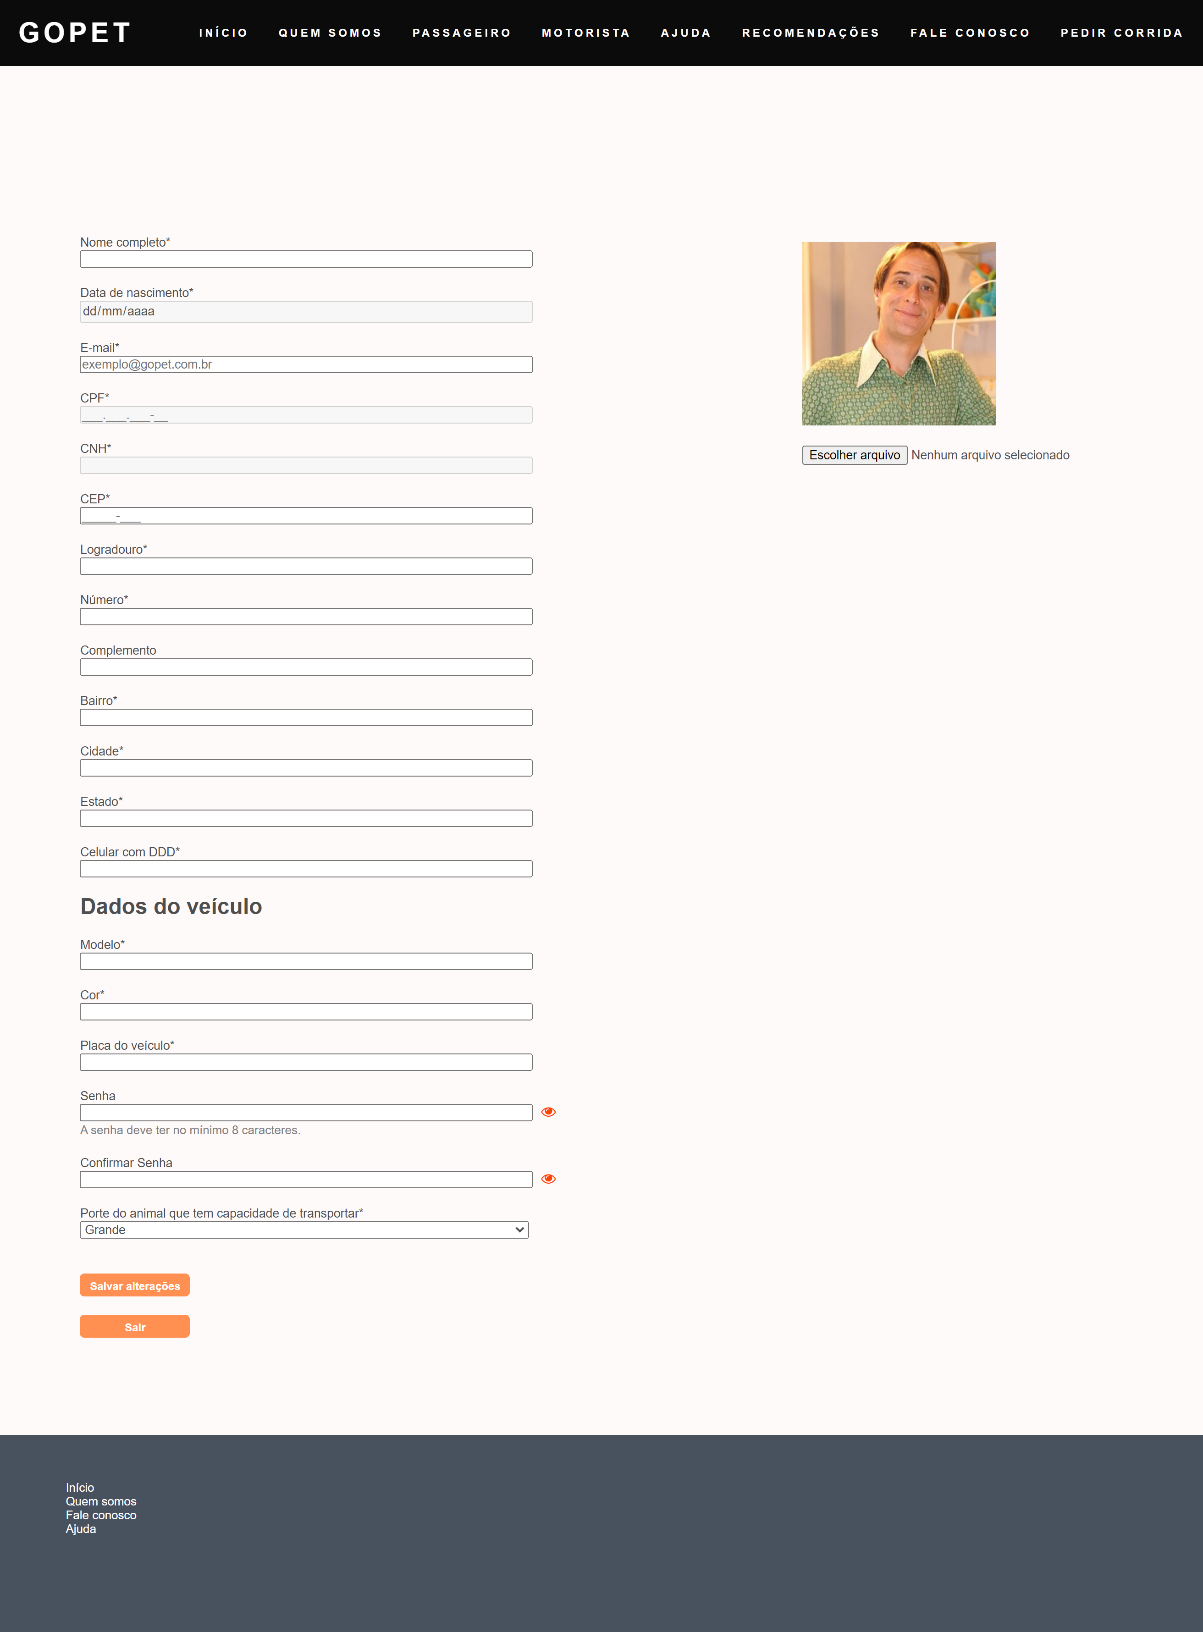 GOPET
INÍCIO QUEM SOMOS PASSAGEIRO MOTORISTA AJUDA RECOMENDAÇÕES FALE CONOSCO PEDIR CORRIDA
Nome completo*
Data de nascimento*
dd/mm/aaaa
E-mail*
exemplo@gopet.com.br
CPF*
___.___.___-__
CNH*
CEP*
_____-___
Logradouro*
Número*
Complemento
Bairro*
Cidade*
Estado*
Celular com DDD*
Dados do veículo
Modelo*
Cor*
Placa do veículo*
Senha
A senha deve ter no mínimo 8 caracteres.
Confirmar Senha
Porte do animal que tem capacidade de transportar*
Grande
Salvar alterações
Sair
Escolher arquivo Nenhum arquivo selecionado
Início
Quem somos
Fale conosco
Ajuda